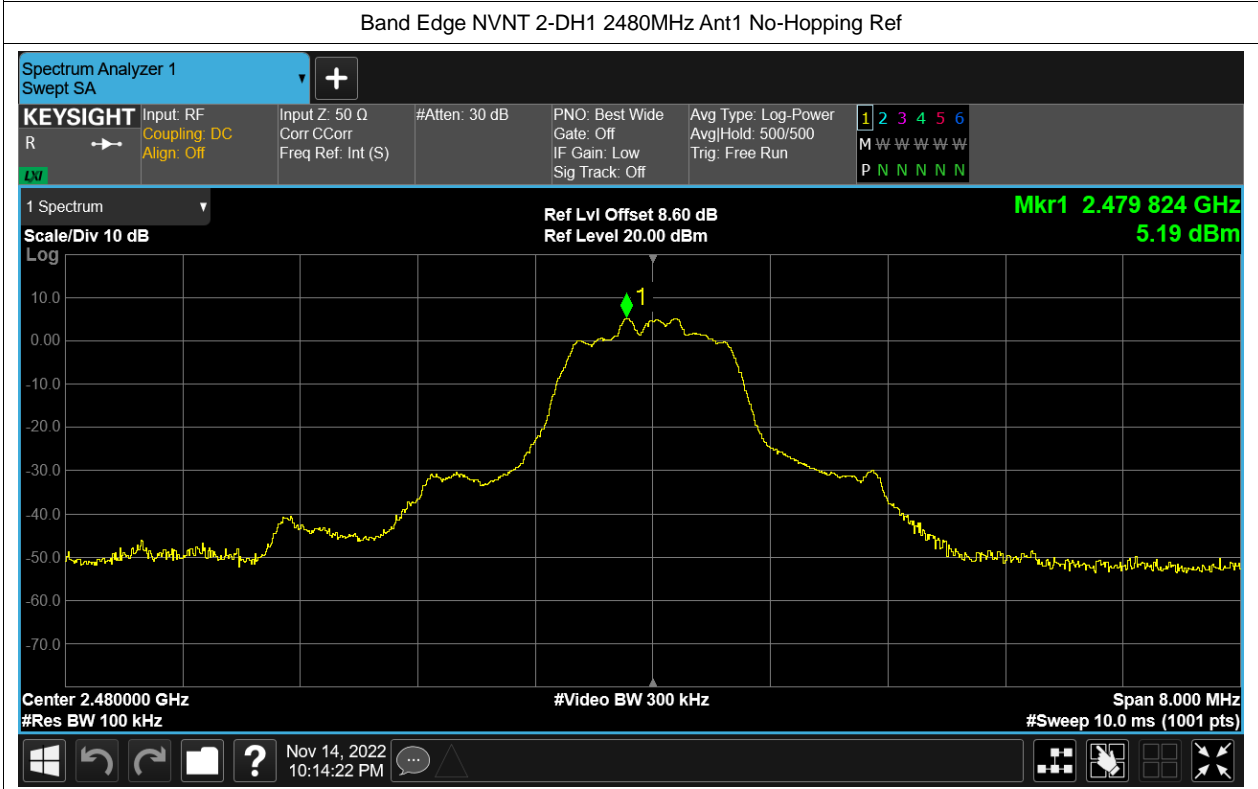 Band Edge NVNT 2-DH1 2480MHz Ant1 No-Hopping Ref
Spectrum Analyzer 1
Swept SA
+
KEYSIGHT
R
LXI
Input: RF
Coupling: DC
Align: Off
Input Z: 50 Ω
Corr CCorr
Freq Ref: Int (S)
#Atten: 30 dB
PNO: Best Wide
Gate: Off
IF Gain: Low
Sig Track: Off
Avg Type: Log-Power
Avg|Hold: 500/500
Trig: Free Run
1 2 3 4 5 6
M W W W W W
P N N N N N
1 Spectrum
Scale/Div 10 dB
Log
Ref Lvl Offset 8.60 dB
Ref Level 20.00 dBm
Mkr1 2.479 824 GHz
5.19 dBm
1
10.0
0.00
-10.0
-20.0
-30.0
-40.0
-50.0
-60.0
-70.0
Center 2.480000 GHz
#Res BW 100 kHz
#Video BW 300 kHz
Span 8.000 MHz
#Sweep 10.0 ms (1001 pts)
?
Nov 14, 2022
10:14:22 PM